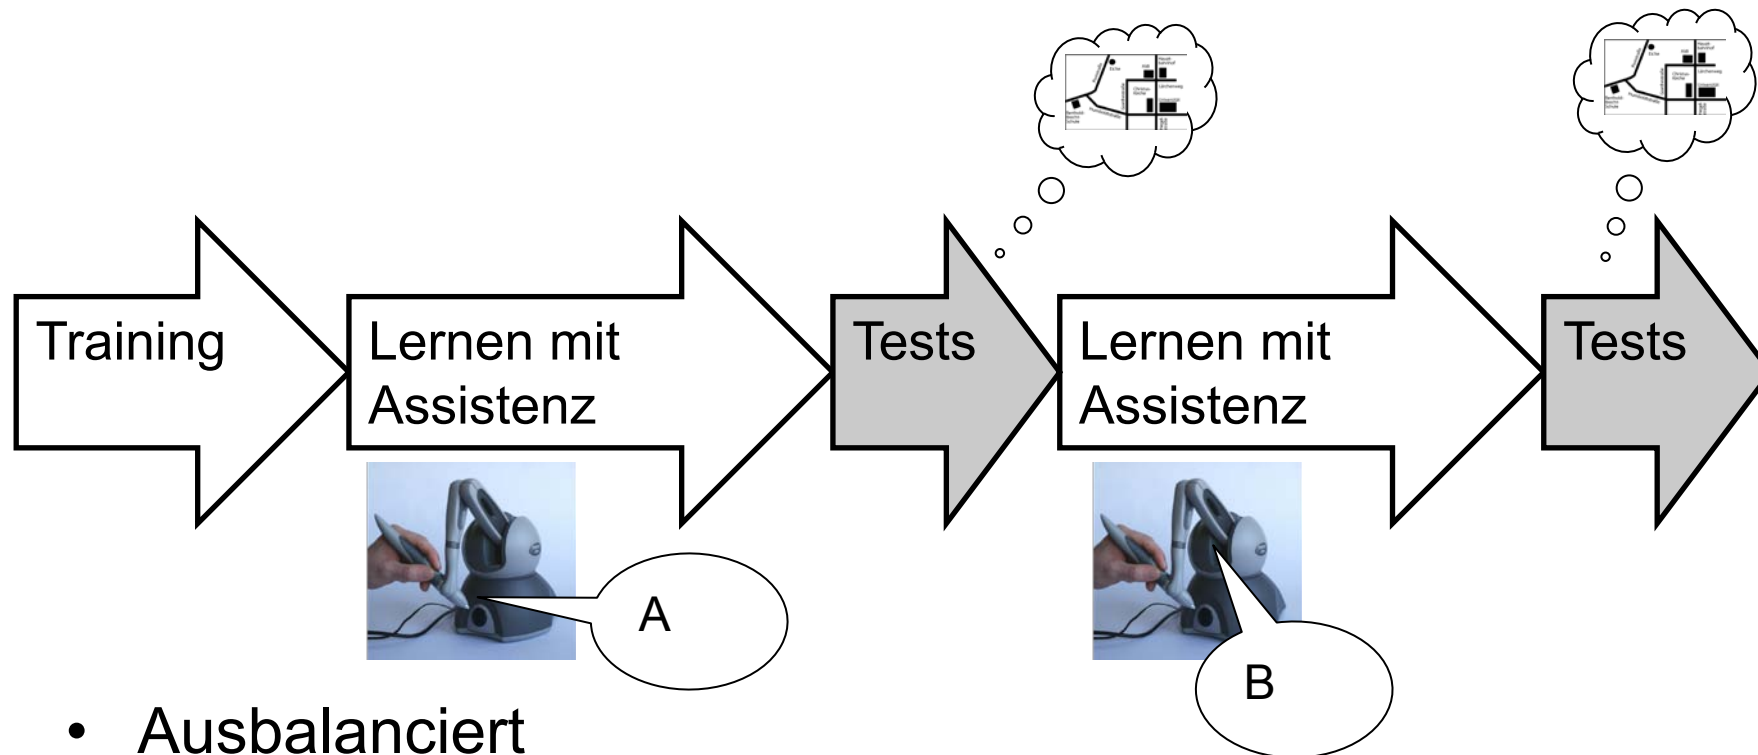 Training
Lernen mit
Assistenz
Tests
Lernen mit
Assistenz
Tests
A
B
• Ausbalanciert